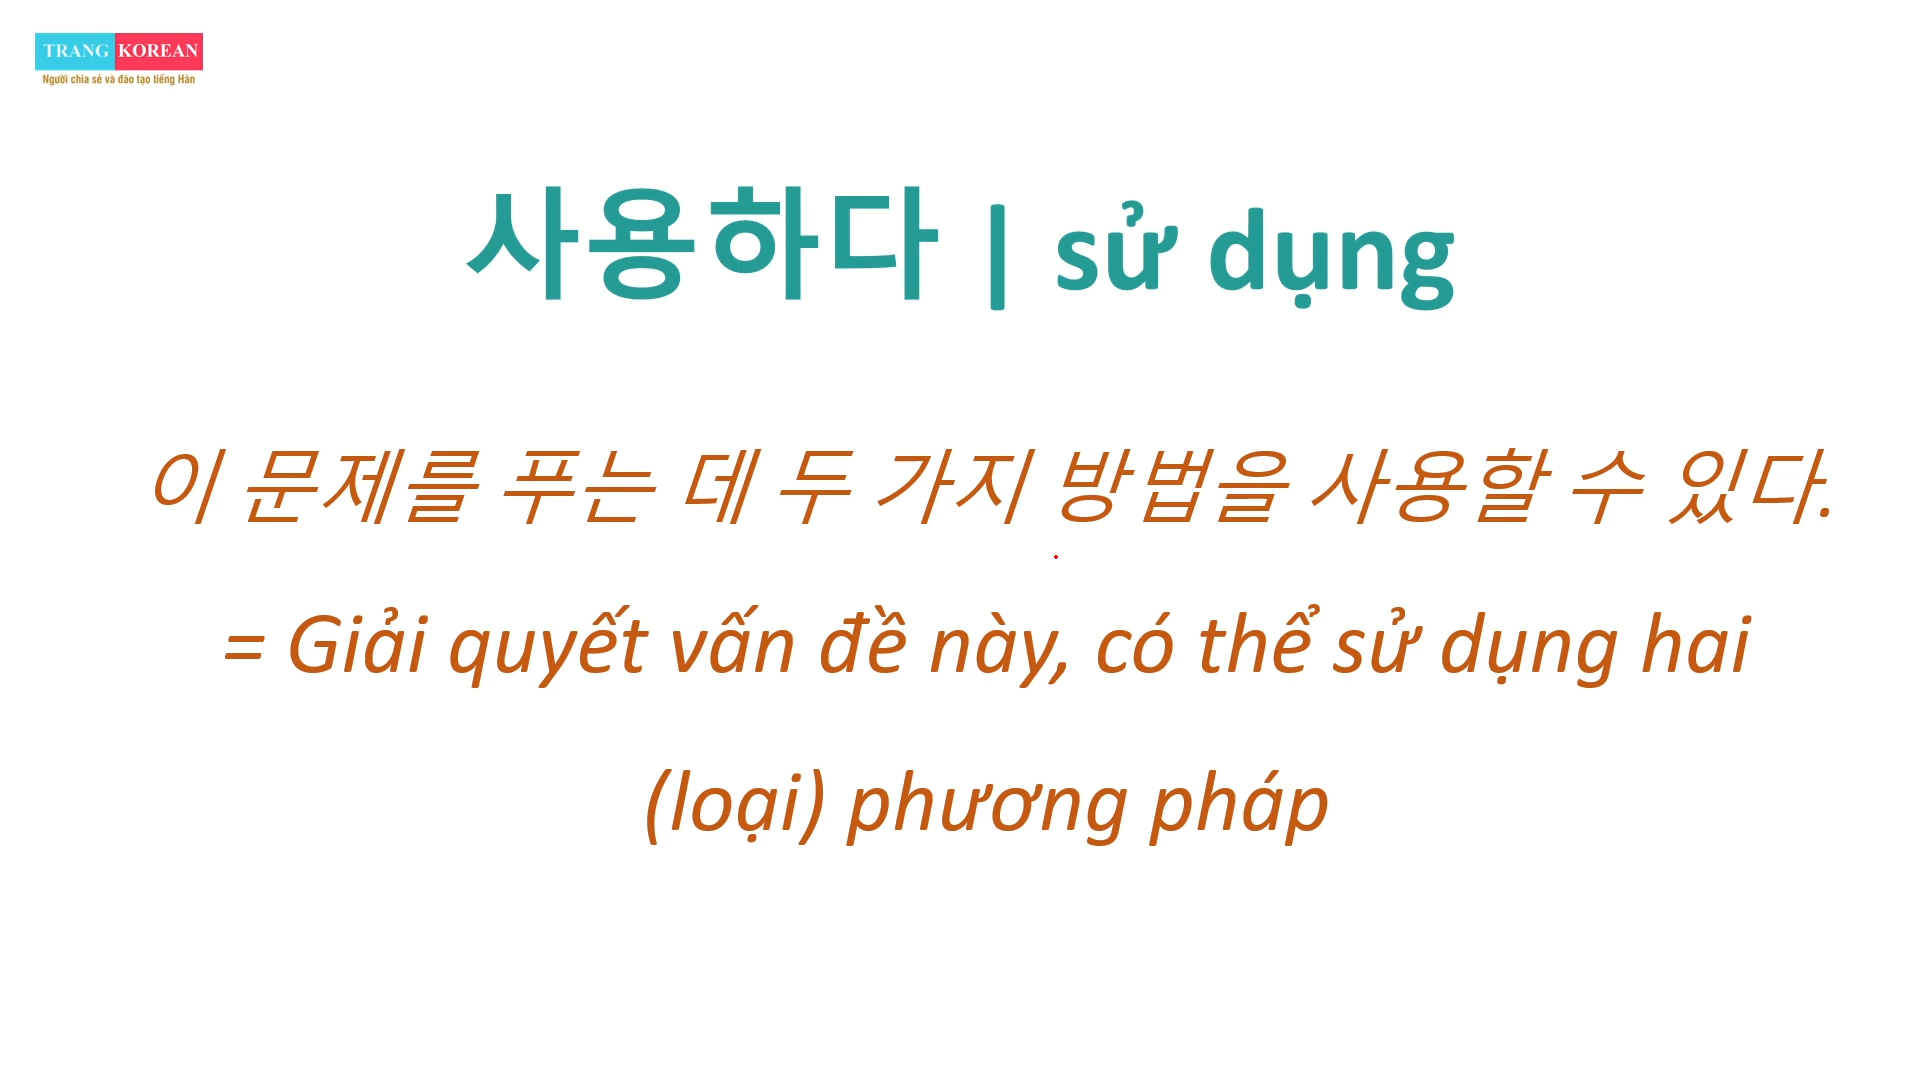 TRANG KOREAN
Người chia sẻ và đào tạo tiếng Hàn
사용하다 | sử dụng
이 문제를 푸는 데 두 가지 방법을 사용할 수 있다.
= Giải quyết vấn đề này, có thể sử dụng hai
(loại) phương pháp